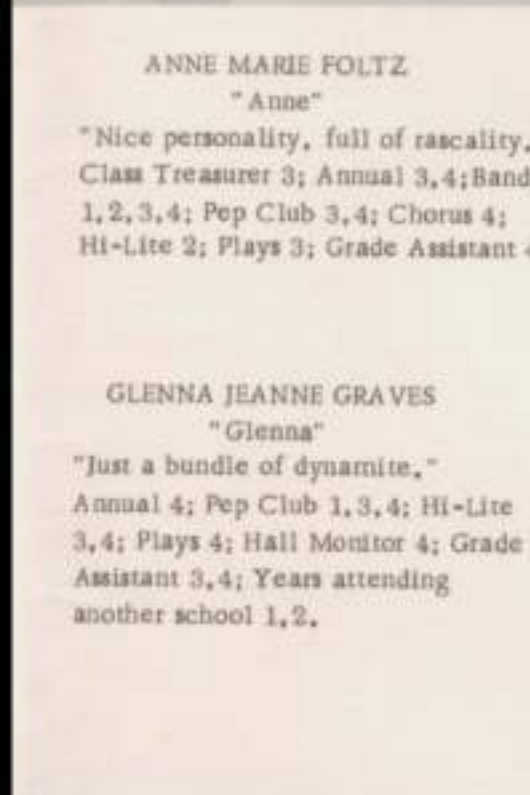 ANNE MARIE FOLTZ
"Anne"
"Nice personality, full of rascality.
Class Treasurer 3; Annual 3,4;Band
1,2,3,4; Pep Club 3,4; Chorus 4;
Hi-Lite 2; Plays 3; Grade Assistant 4
GLENNA JEANNE GRAVES
"Glenna"
"Just a bundle of dynamite."
Annual 4; Pep Club 1,3,4; Hi-Lite
3,4; Plays 4; Hall Monitor 4; Grade
Assistant 3,4; Years attending
another school 1,2.